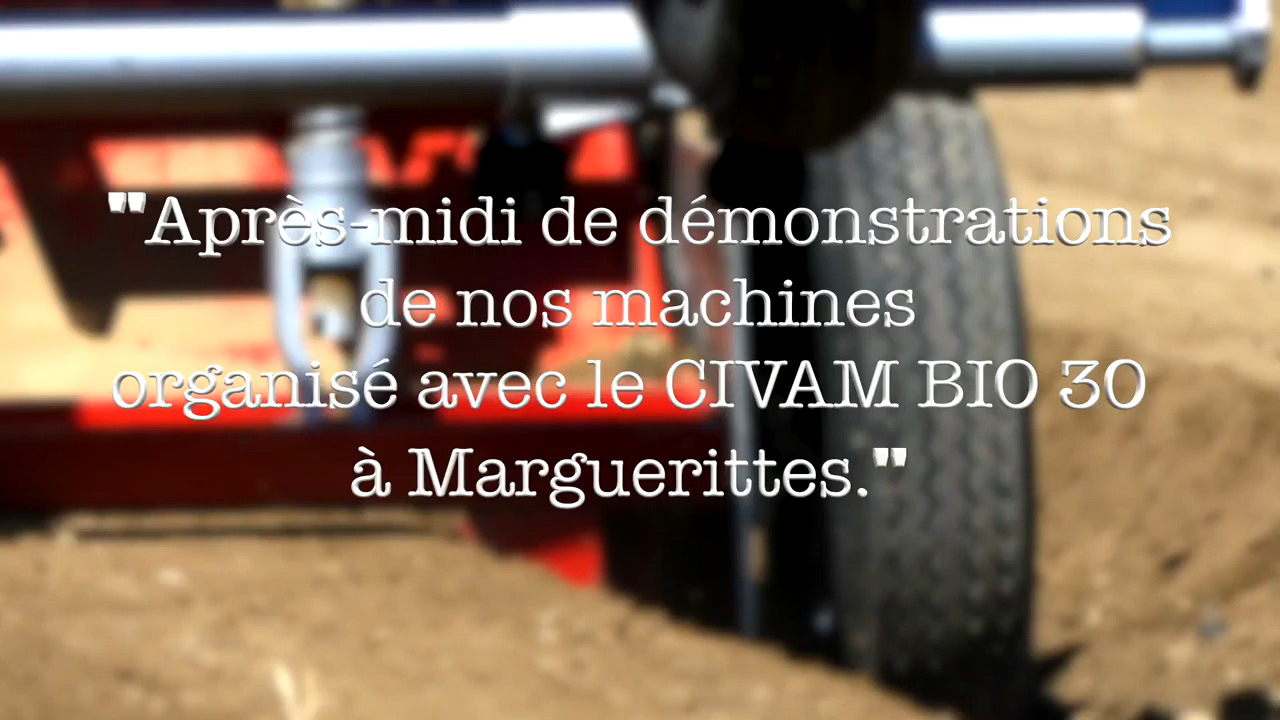 "Après-midi de démonstrations
de nos machines
organisé avec le CIVAM BIO 30
à Marguerittes."